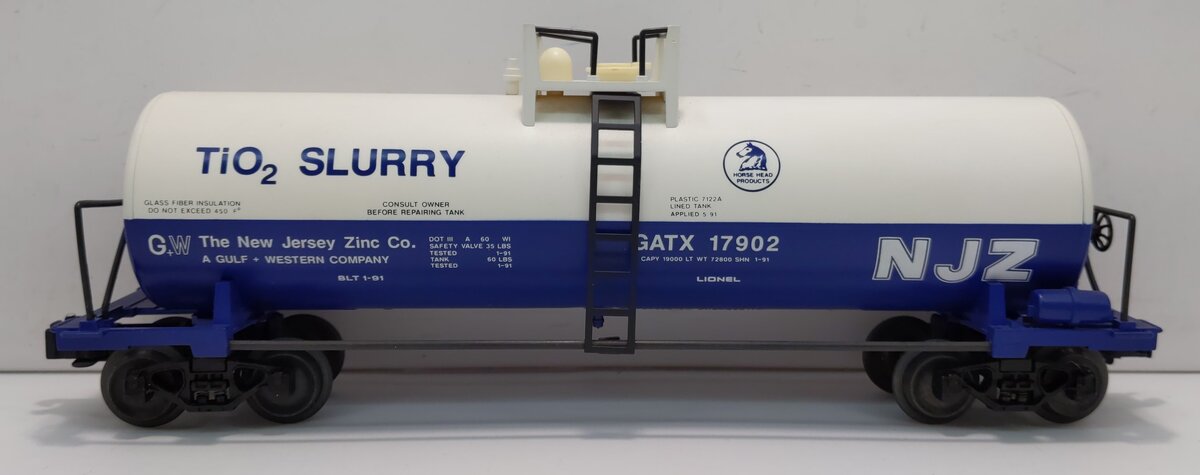 TiO2 SLURRY
HORSE HEAD
PRODUCTS
GLASS FIBER INSULATION
DO NOT EXCEED 450 F°
CONSULT OWNER
BEFORE REPAIRING TANK
PLASTIC 7122A
LINED TANK
APPLIED 5 91
G+W The New Jersey Zinc Co.
A GULF + WESTERN COMPANY
BLT 1-91
DOT III A 60 WI
SAFETY VALVE 35 LBS
TESTED 1-91
TANK 60 LBS
TESTED 1-91
GATX 17902
CAPY 19000 LT WT 72800 SHN 1-91
LIONEL
NJZ